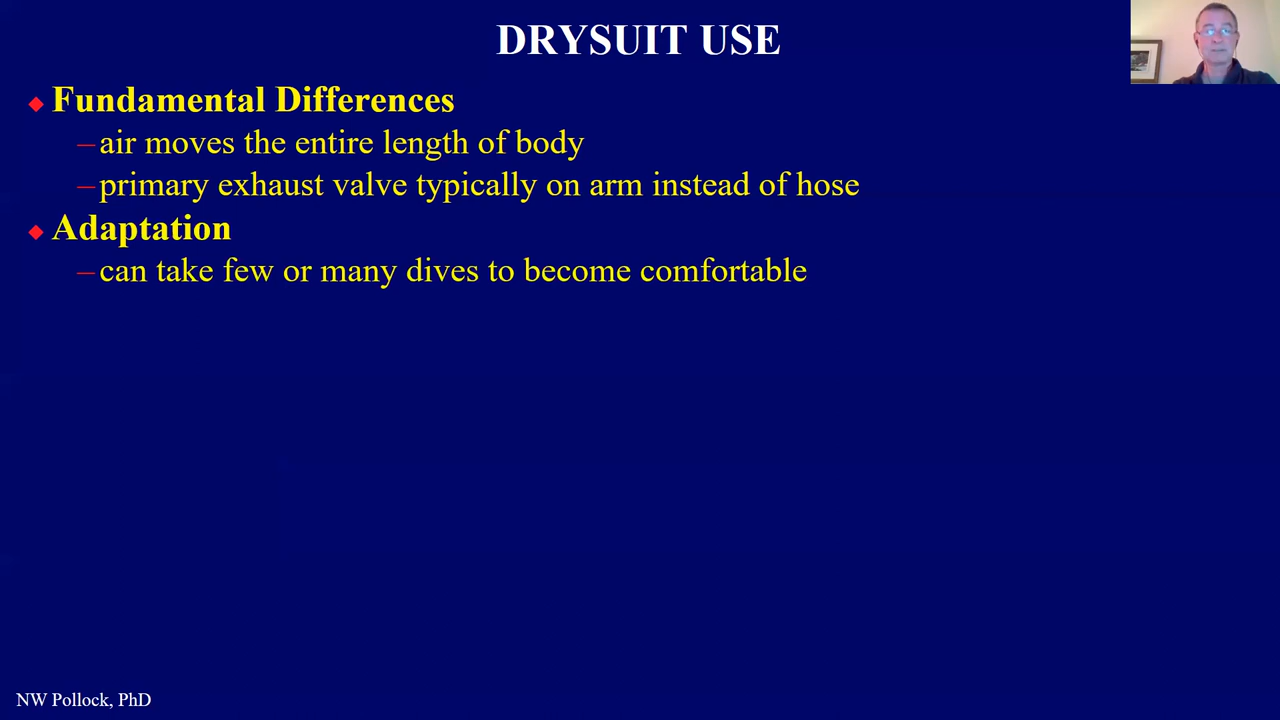 DRYSUIT USE
Fundamental Differences
–air moves the entire length of body
–primary exhaust valve typically on arm instead of hose
Adaptation
–can take few or many dives to become comfortable
NW Pollock, PhD